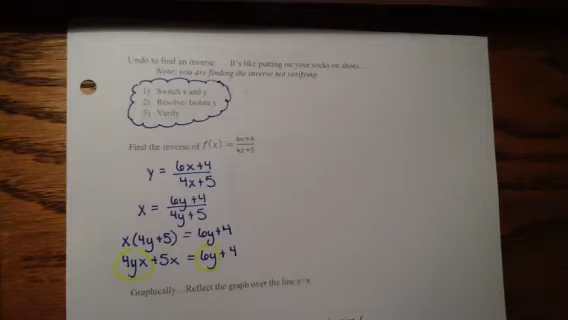 Undo to find an inverse ... It's like putting on your socks on shoes...
Note: you are finding the inverse not verifying
1) Switch x and y
2) Resolve/ Isolate y
3) Verify
Find the inverse of f(x) = (6x+4)/(4x+5)
y = (6x+4)/(4x+5)
x = (6y+4)/(4y+5)
x(4y+5) = 6y+4
4yx+5x = 6y+4
Graphically...Reflect the graph over the line y=x